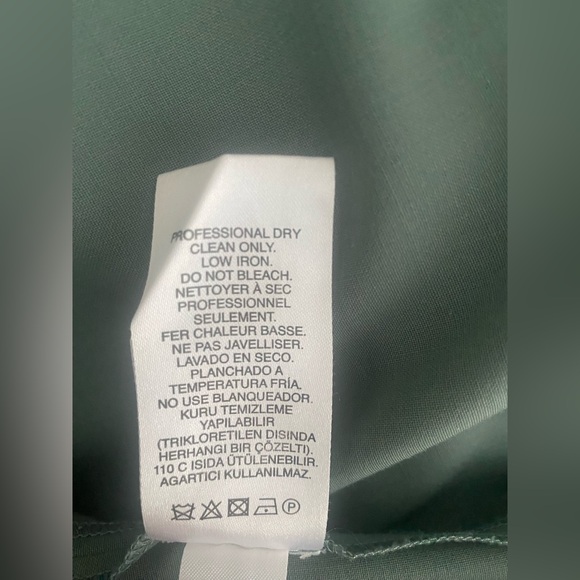 PROFESSIONAL DRY
CLEAN ONLY.
LOW IRON.
DO NOT BLEACH.
NETTOYER À SEC
PROFESSIONNEL
SEULEMENT.
FER CHALEUR BASSE.
NE PAS JAVELLISER.
LAVADO EN SECO.
PLANCHADO A
TEMPERATURA FRÍA.
NO USE BLANQUEADOR.
KURU TEMIZLEME
YAPILABILIR
(TRIKLORETILEN DISINDA
HERHANGI BIR ÇÖZELTI).
110 C ISIDA ÜTÜLENEBILIR.
AGARTICI KULLANILMAZ.
P